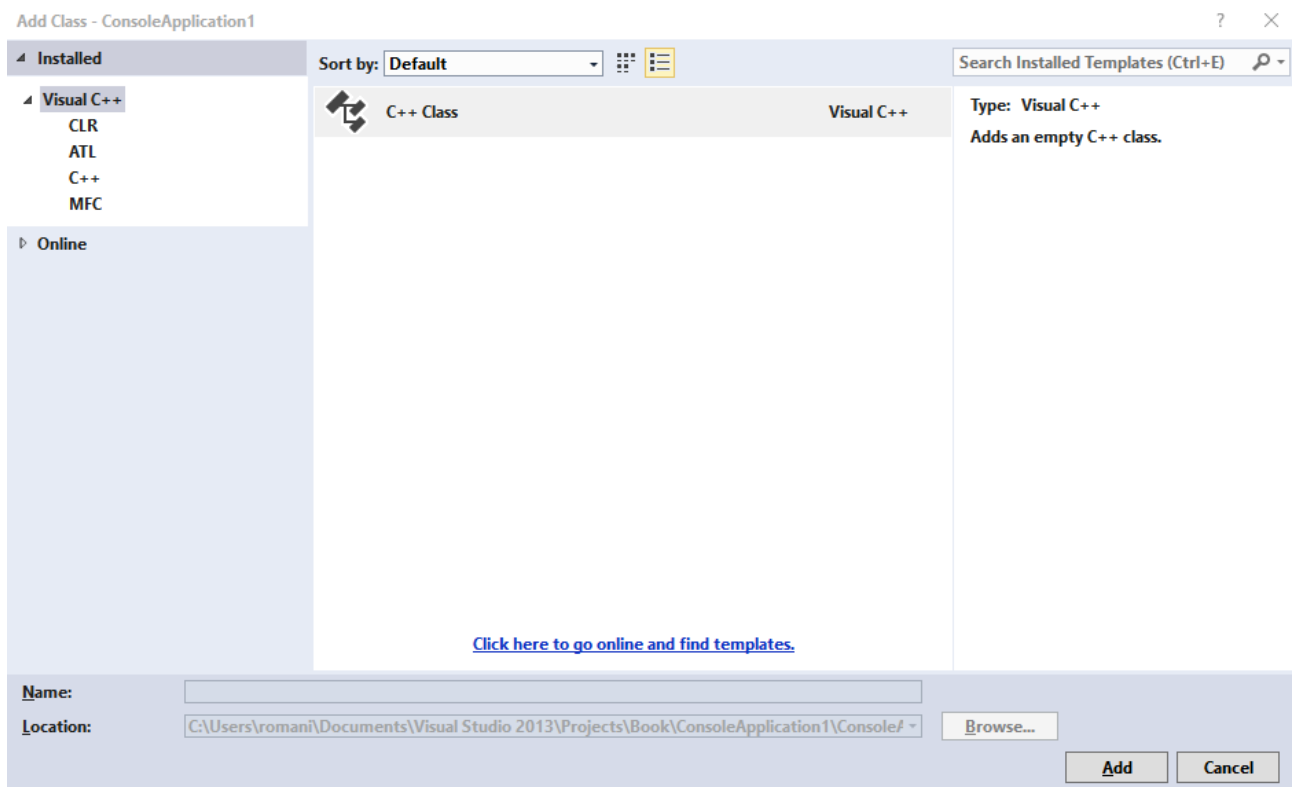 Add Class - ConsoleApplication1
? 
Installed
Sort by: Default
Search Installed Templates (Ctrl+E)
Visual C++
CLR
ATL
C++
MFC
Online
C++ Class Visual C++
Type: Visual C++
Adds an empty C++ class.
Click here to go online and find templates.
Name:
Location: C:\Users\romani\Documents\Visual Studio 2013\Projects\Book\ConsoleApplication1\ConsoleA
Browse...
Add Cancel